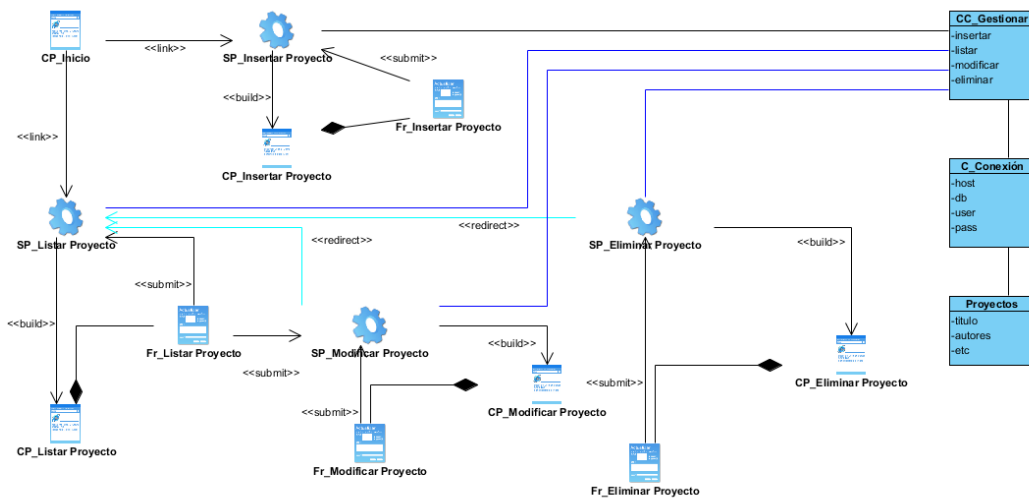 CP_Inicio
<<link>>
SP_Insertar Proyecto
<<submit>>
<<build>>
Fr_Insertar Proyecto
CP_Insertar Proyecto
<<link>>
CC_Gestionar
-insertar
-listar
-modificar
-eliminar
C_Conexión
-host
-db
-user
-pass
Proyectos
-titulo
-autores
-etc
SP_Listar Proyecto
<<redirect>>
<<redirect>>
SP_Eliminar Proyecto
<<build>>
<<submit>>
<<build>>
Fr_Listar Proyecto
<<submit>>
SP_Modificar Proyecto
<<build>>
<<submit>>
CP_Eliminar Proyecto
<<submit>>
CP_Modificar Proyecto
CP_Listar Proyecto
Fr_Modificar Proyecto
Fr_Eliminar Proyecto